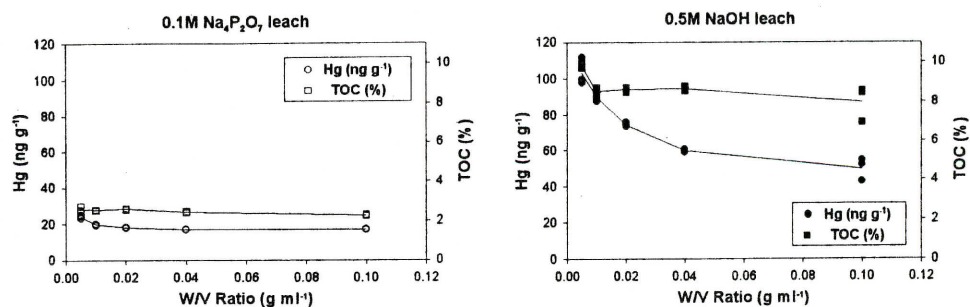 0.1M Na₄P₂O₇ leach
120
100
80
60
40
20
0
Hg (ng g⁻¹)
Hg (ng g⁻¹)
TOC (%)
10
8
6
4
2
0
TOC (%)
0.00 0.02 0.04 0.06 0.08 0.10 0.12
W/V Ratio (g ml⁻¹)
0.5M NaOH leach
120
100
80
60
40
20
0
Hg (ng g⁻¹)
Hg (ng g⁻¹)
TOC (%)
10
8
6
4
2
0
TOC (%)
0.00 0.02 0.04 0.06 0.08 0.10 0.12
W/V Ratio (g ml⁻¹)